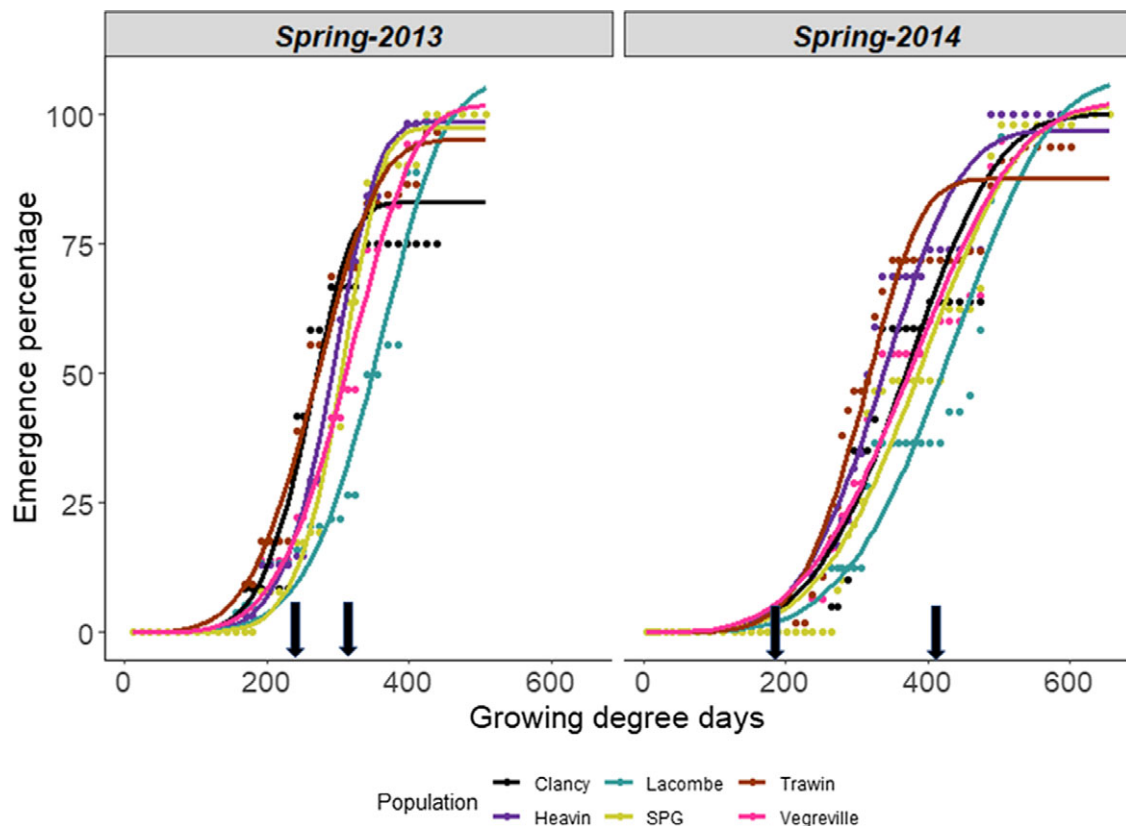 Spring-2013 Spring-2014
100
75
50
25
0
Emergence percentage
0 200 400 600 0 200 400 600
Growing degree days
Population
Clancy Lacombe Trawin
Heavin SPG Vegreville